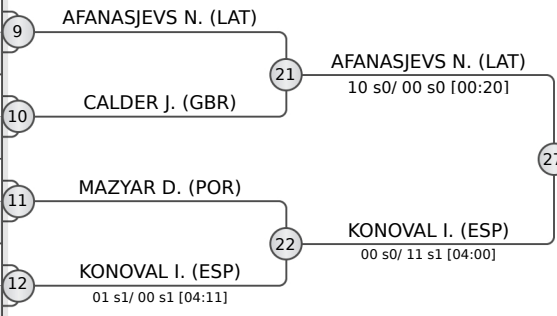 9
AFANASJEVS N. (LAT)
21
AFANASJEVS N. (LAT)
10 s0/ 00 s0 [00:20]
10
CALDER J. (GBR)
27
11
MAZYAR D. (POR)
22
KONOVAL I. (ESP)
00 s0/ 11 s1 [04:00]
12
KONOVAL I. (ESP)
01 s1/ 00 s1 [04:11]